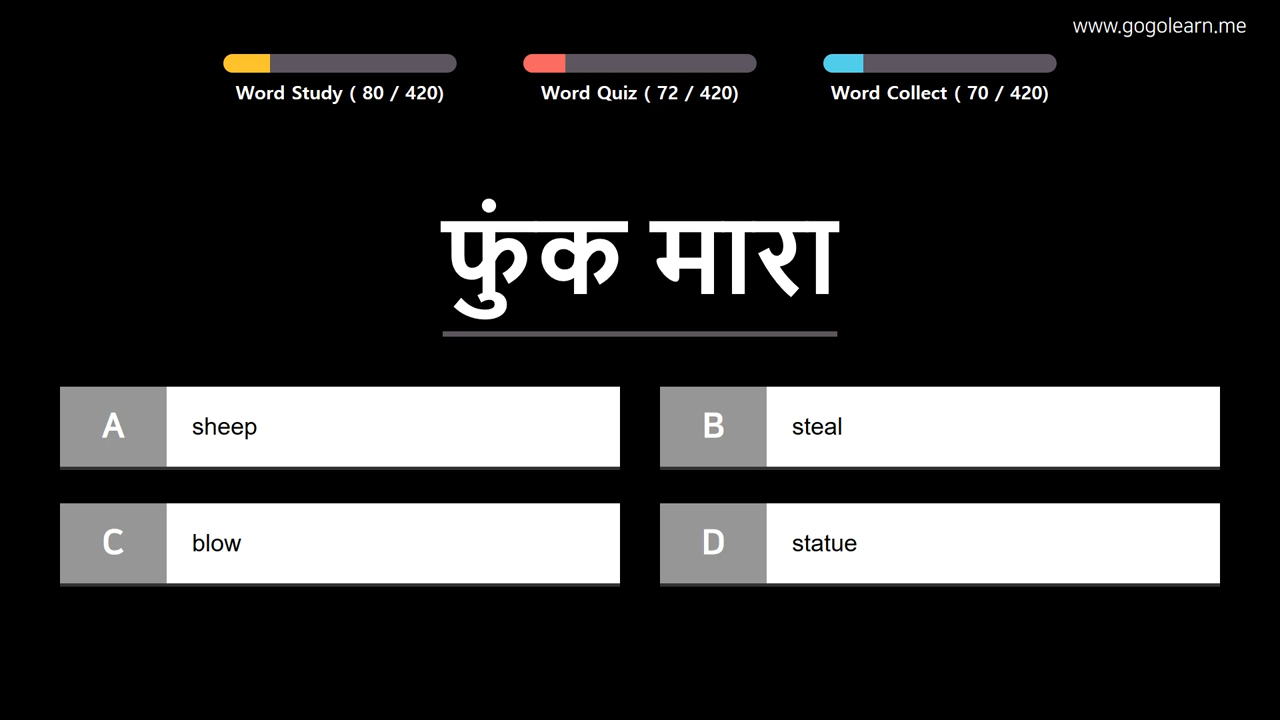 www.gogolearn.me
Word Study ( 80 / 420)
Word Quiz ( 72 / 420)
Word Collect ( 70 / 420)
फुंक मारा
A sheep
B steal
C blow
D statue